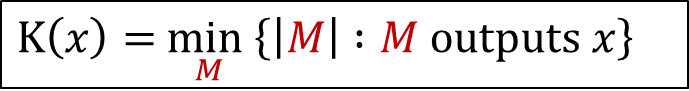 K(x) = min {|M| : M outputs x}
M